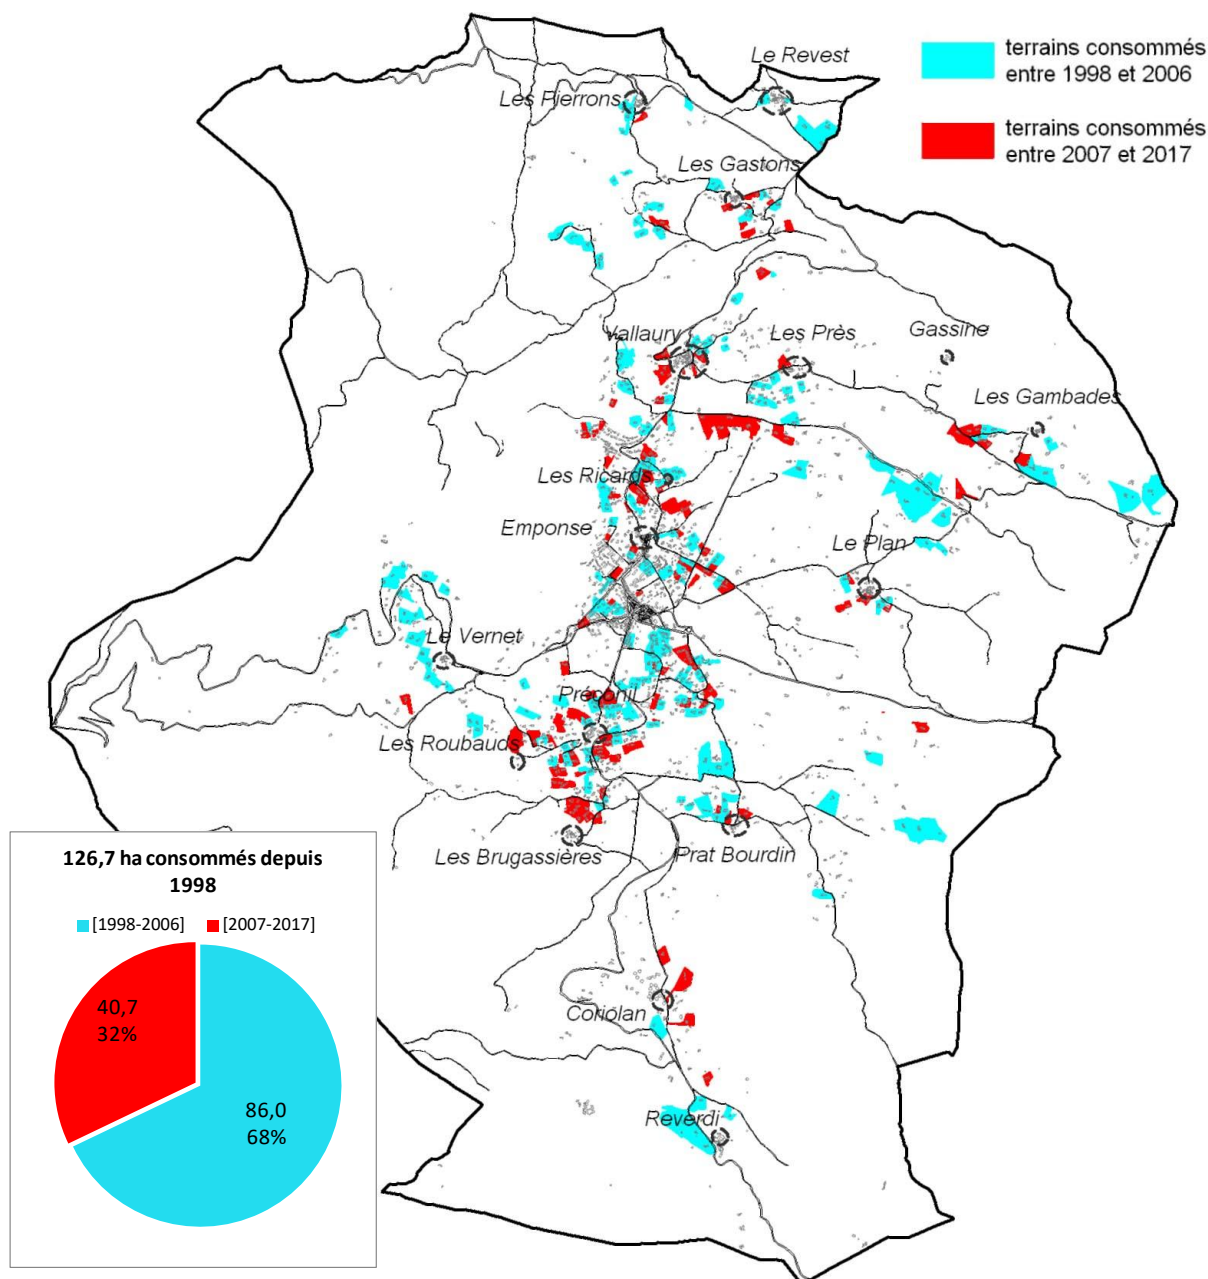 Le Revest
terrains consommés
entre 1998 et 2006
Les Pierrons
terrains consommés
entre 2007 et 2017
Les Gastons
Vallaury
Les Près
Gassine
Les Gambades
Les Ricards
Emponse
Le Plan
Le Vernet
Préconil
Les Roubauds
Les Brugassières
Prat Bourdin
126,7 ha consommés depuis
1998
[1998-2006]
[2007-2017]
40,7
32%
86,0
68%
Coriolan
Reverdi